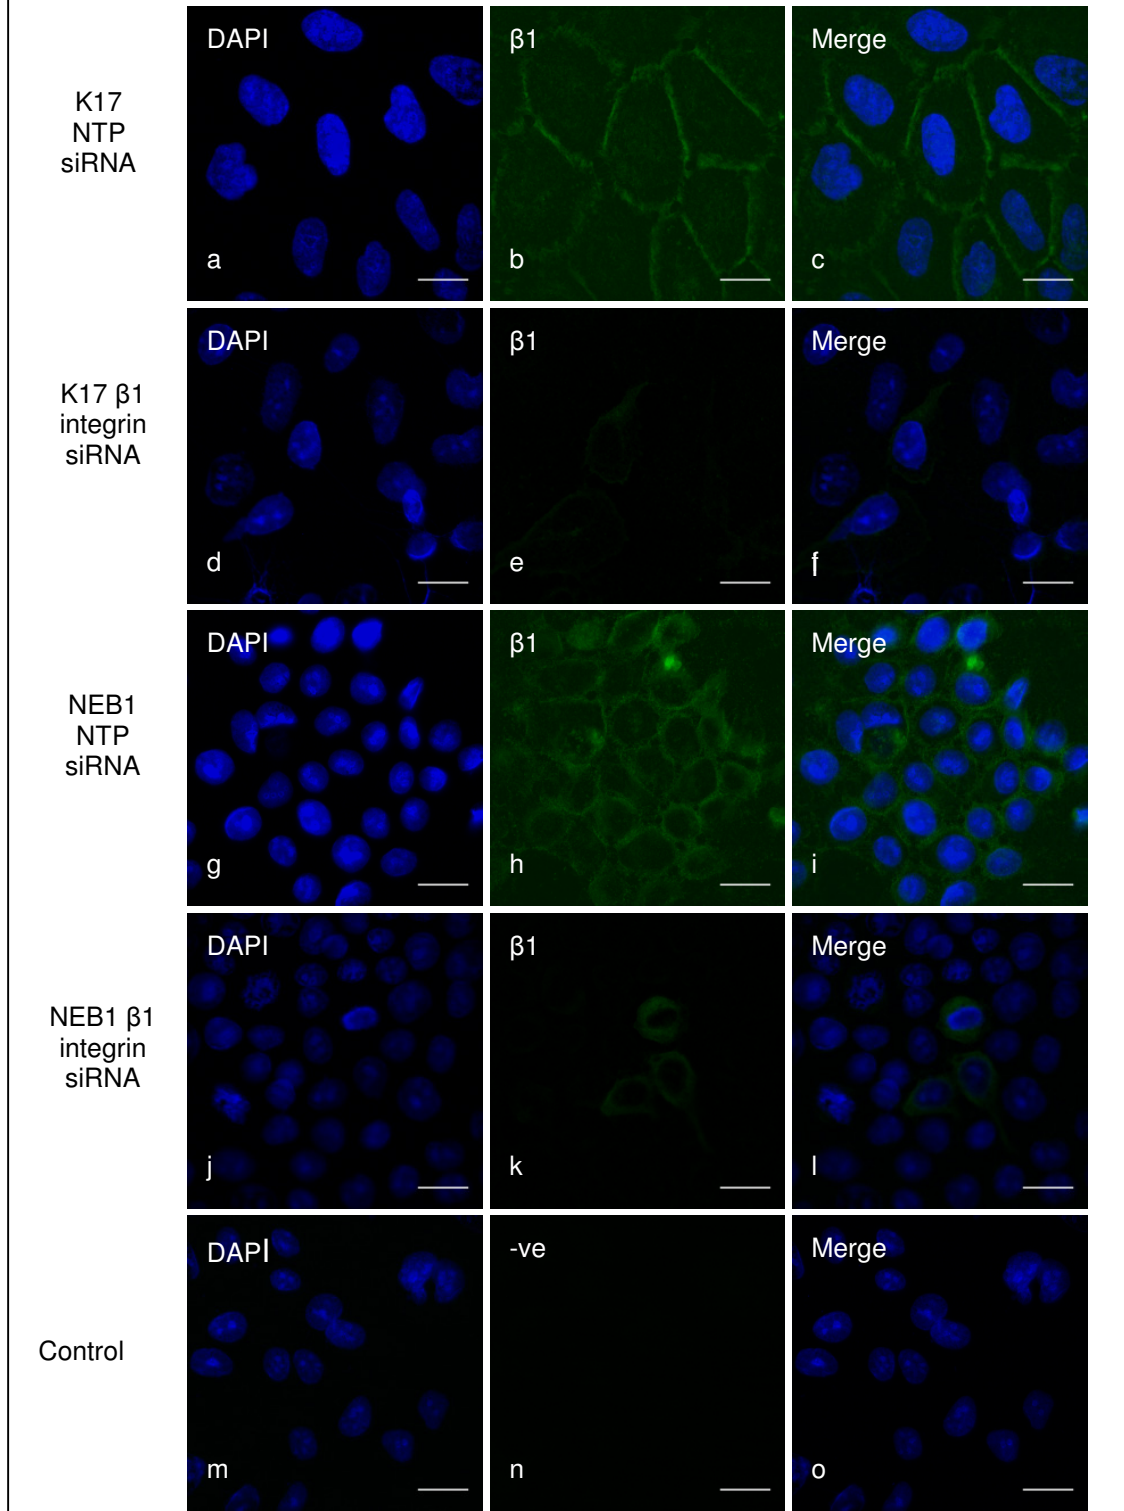 K17
NTP
siRNA
DAPI
β1
Merge
a
b
c
K17 β1
integrin
siRNA
DAPI
β1
Merge
d
e
f
NEB1
NTP
siRNA
DAPI
β1
Merge
g
h
i
NEB1 β1
integrin
siRNA
DAPI
β1
Merge
j
k
l
Control
DAPI
-ve
Merge
m
n
o